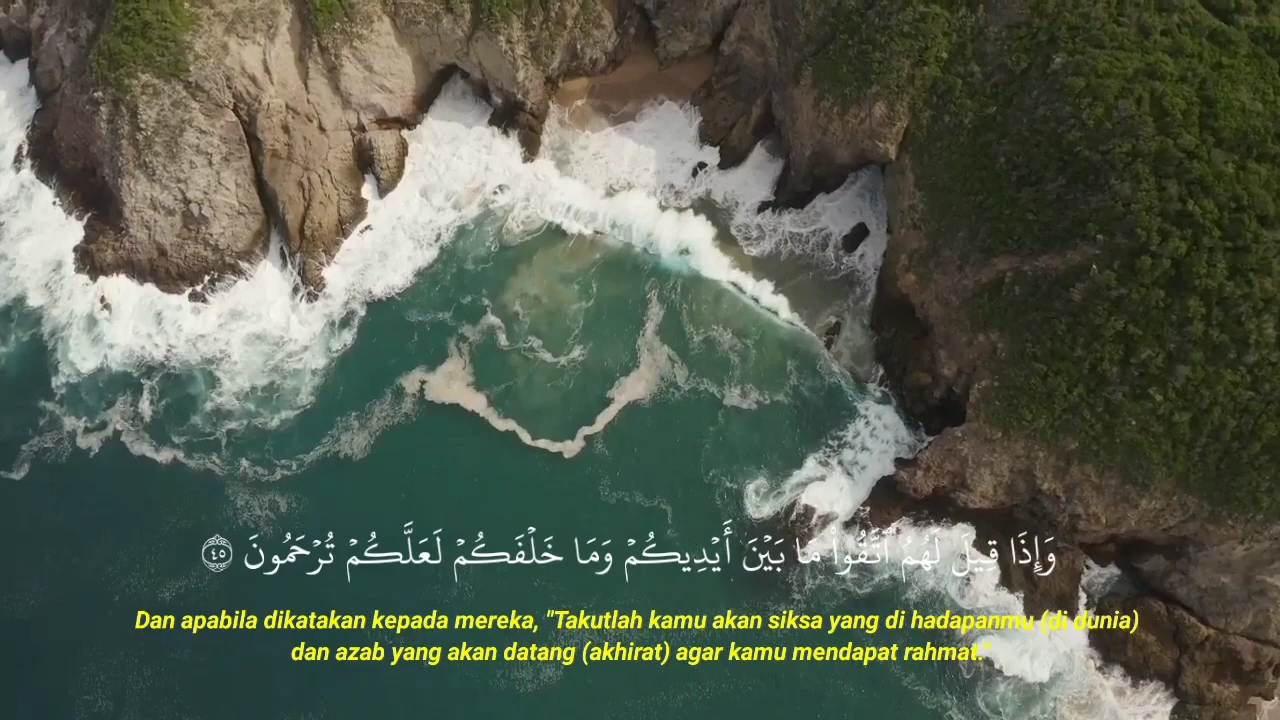 وَإِذَا قِيلَ لَهُمُ ٱتَّقُوا۟ مَا بَيْنَ أَيْدِيكُمْ وَمَا خَلْفَكُمْ لَعَلَّكُمْ تُرْحَمُونَ ٤٥
Dan apabila dikatakan kepada mereka, "Takutlah kamu akan siksa yang di hadapanmu (di dunia)
dan azab yang akan datang (akhirat) agar kamu mendapat rahmat."